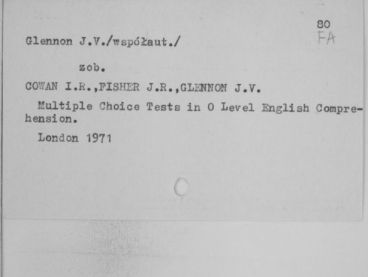 80
FA
Glennon J.V./współaut./
zob.
COWAN I.R.,FISHER J.R.,GLENNON J.V.
Multiple Choice Tests in O Level English Compre-
hension.
London 1971